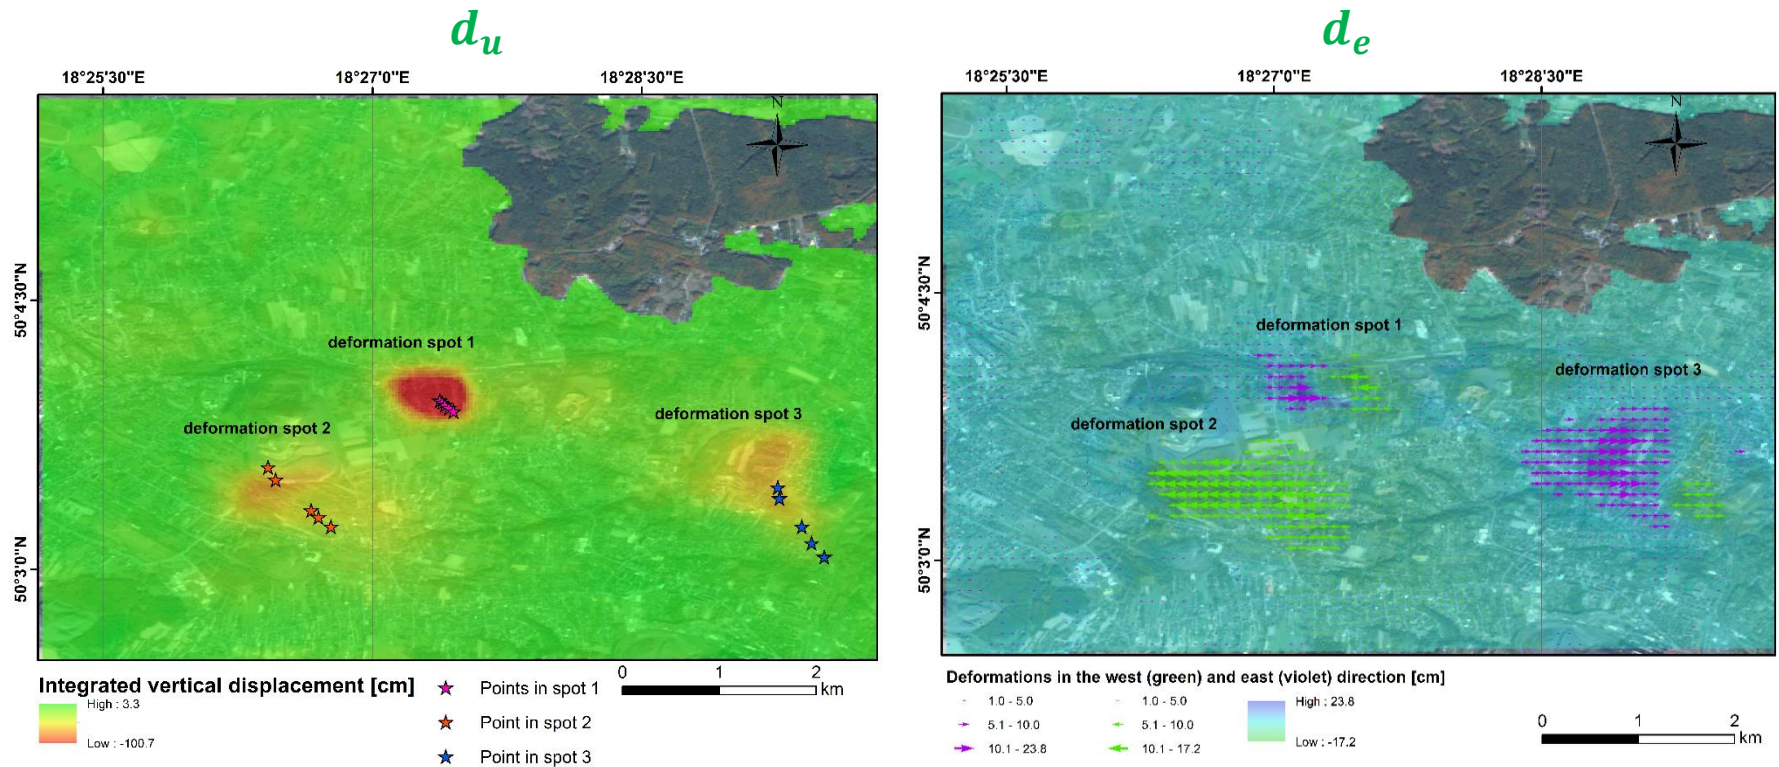 d_u
18°25'30"E 18°27'0"E 18°28'30"E
N
50°4'30"N
deformation spot 1
deformation spot 2
deformation spot 3
50°3'0"N
Integrated vertical displacement [cm]
High : 3.3
Low : -100.7
Points in spot 1
Point in spot 2
Point in spot 3
0 1 2
km
d_e
18°25'30"E 18°27'0"E 18°28'30"E
N
50°4'30"N
deformation spot 1
deformation spot 3
deformation spot 2
50°3'0"N
Deformations in the west (green) and east (violet) direction [cm]
1.0 - 5.0 1.0 - 5.0 High : 23.8
5.1 - 10.0 5.1 - 10.0
10.1 - 23.8 10.1 - 17.2 Low : -17.2
0 1 2
km